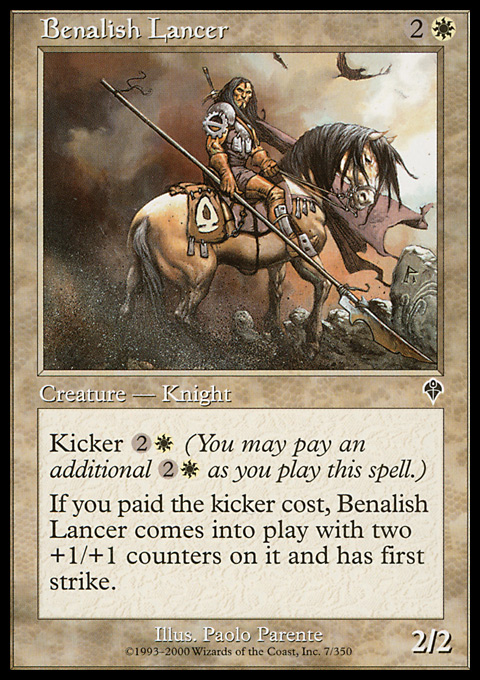 Benalish Lancer 2
Creature — Knight
Kicker 2 (You may pay an
additional 2 as you play this spell.)
If you paid the kicker cost, Benalish
Lancer comes into play with two
+1/+1 counters on it and has first
strike.
Illus. Paolo Parente
2/2
©1993–2000 Wizards of the Coast, Inc. 7/350